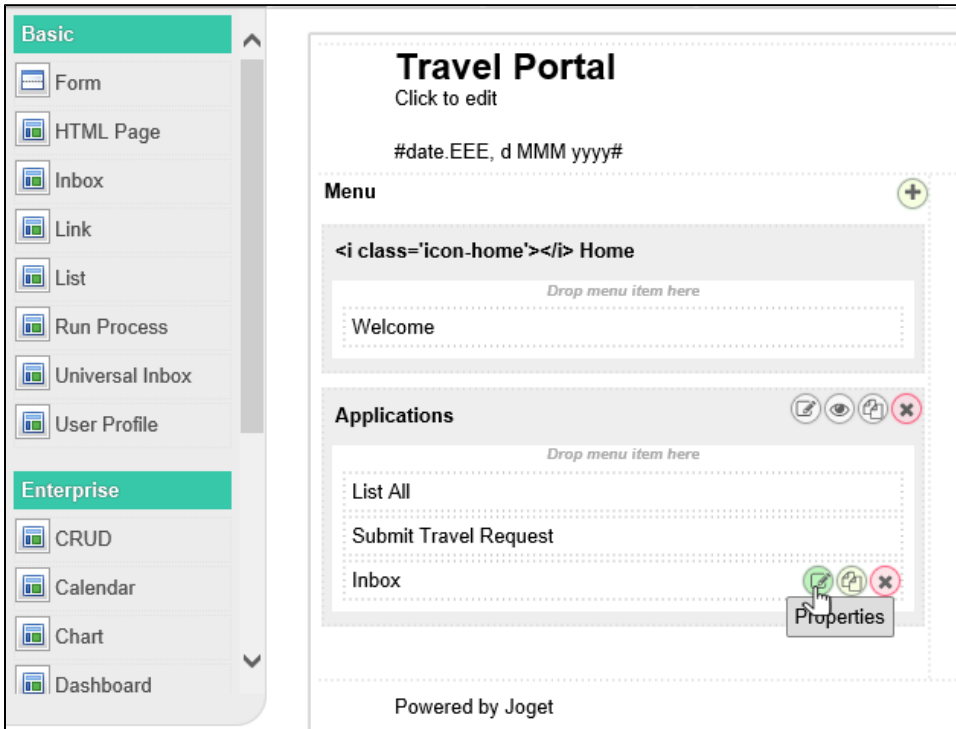 Basic
Form
HTML Page
Inbox
Link
List
Run Process
Universal Inbox
User Profile
Enterprise
CRUD
Calendar
Chart
Dashboard
Travel Portal
Click to edit
#date.EEE, d MMM yyyy#
Menu
<i class='icon-home'></i> Home
Drop menu item here
Welcome
Applications
Drop menu item here
List All
Submit Travel Request
Inbox
Properties
Powered by Joget